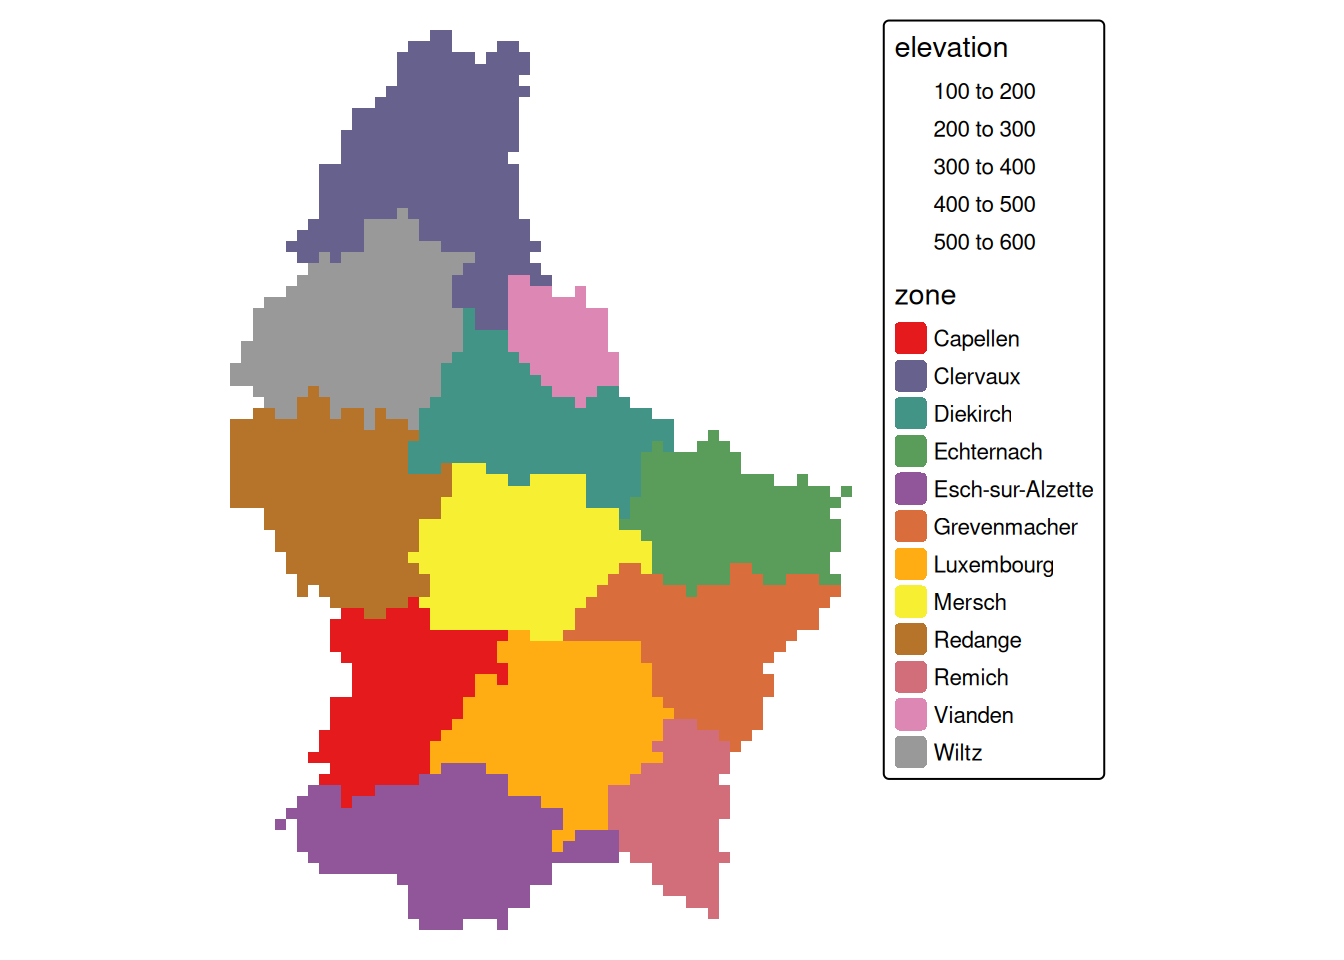 elevation
100 to 200
200 to 300
300 to 400
400 to 500
500 to 600
zone
Capellen
Clervaux
Diekirch
Echternach
Esch-sur-Alzette
Grevenmacher
Luxembourg
Mersch
Redange
Remich
Vianden
Wiltz